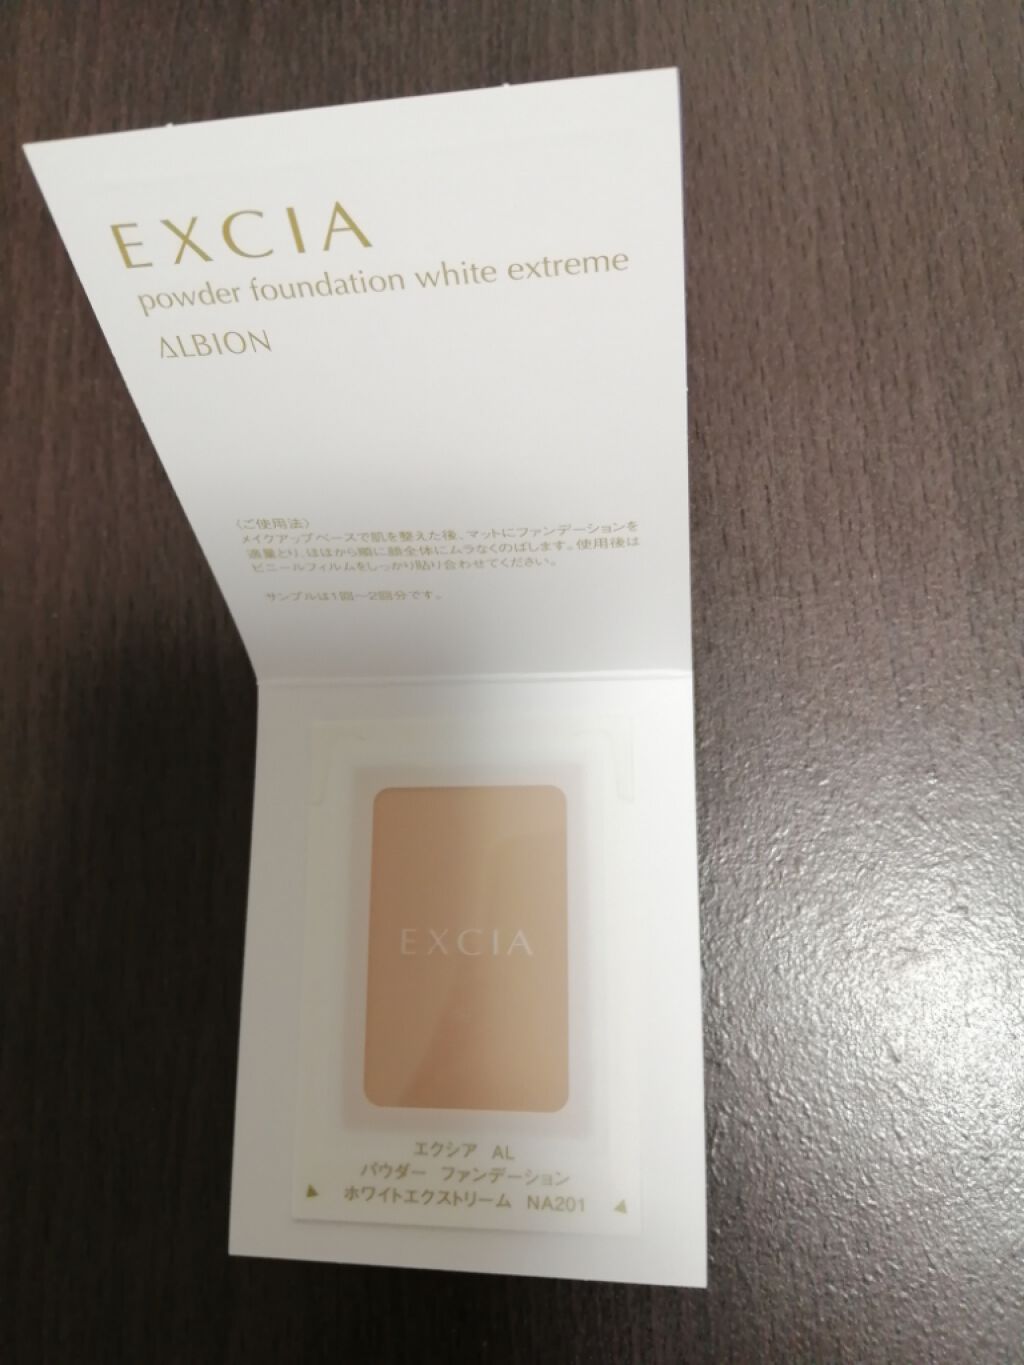 EXCIA
powder foundation white extreme
ALBION
〈ご使用法〉
メイクアップベースで肌を整えた後、マットにファンデーションを
適量とり、ほほから順に顔全体にムラなくのばします。使用後は
ビニールフィルムをしっかり貼り合わせてください。
サンプルは1回〜2回分です。
EXCIA
エクシア AL
パウダー ファンデーション
ホワイトエクストリーム NA201